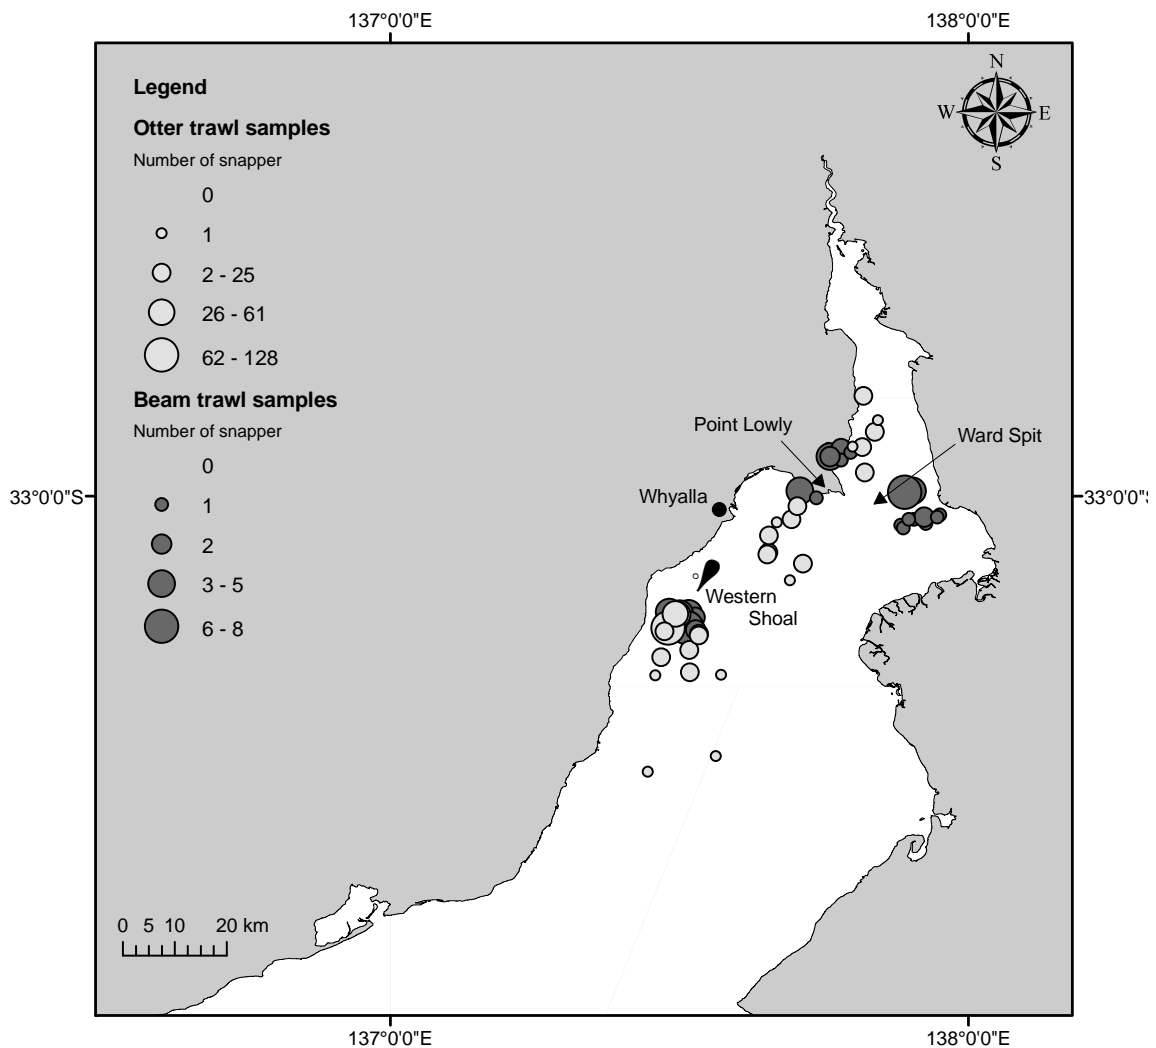 137°0'0"E
138°0'0"E
Legend
Otter trawl samples
Number of snapper
0
1
2 - 25
26 - 61
62 - 128
Beam trawl samples
Number of snapper
0
1
2
3 - 5
6 - 8
N
W
E
S
Point Lowly
Ward Spit
33°0'0"S
Whyalla
33°0'0"S
Western
Shoal
0 5 10 20 km
137°0'0"E
138°0'0"E